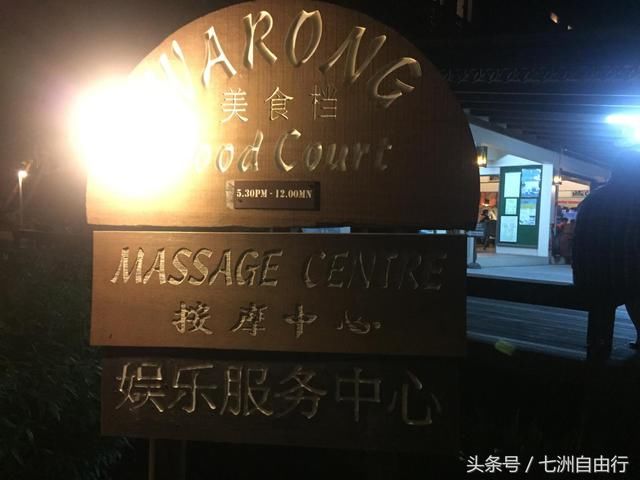 WARONG
美食档
Food Court
5.30PM - 12.00MN
MASSAGE CENTRE
按摩中心
娱乐服务中心
头条号/七洲自由行